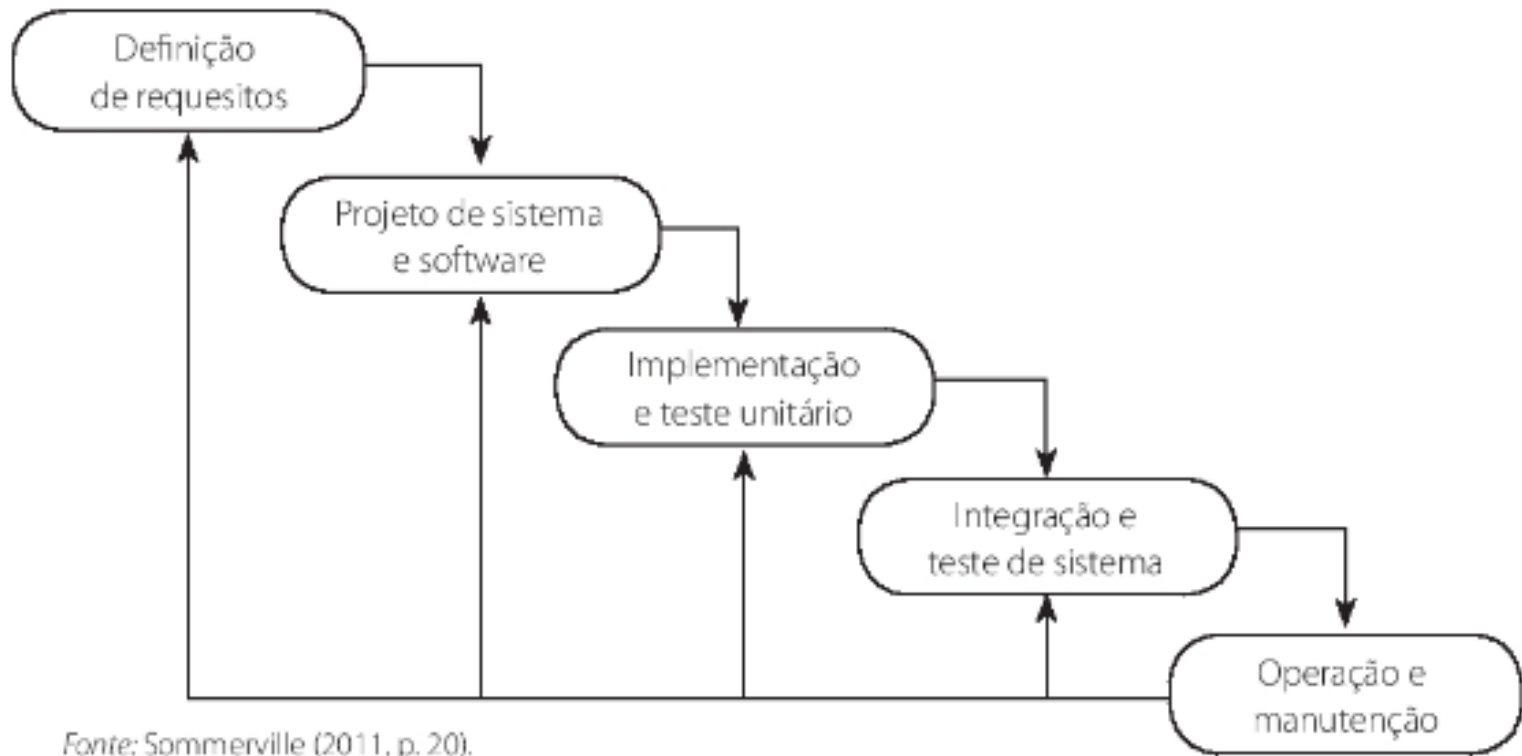 Definição
de requesitos
Projeto de sistema
e software
Implementação
e teste unitário
Integração e
teste de sistema
Operação e
manutenção
Fonte: Sommerville (2011, p. 20).